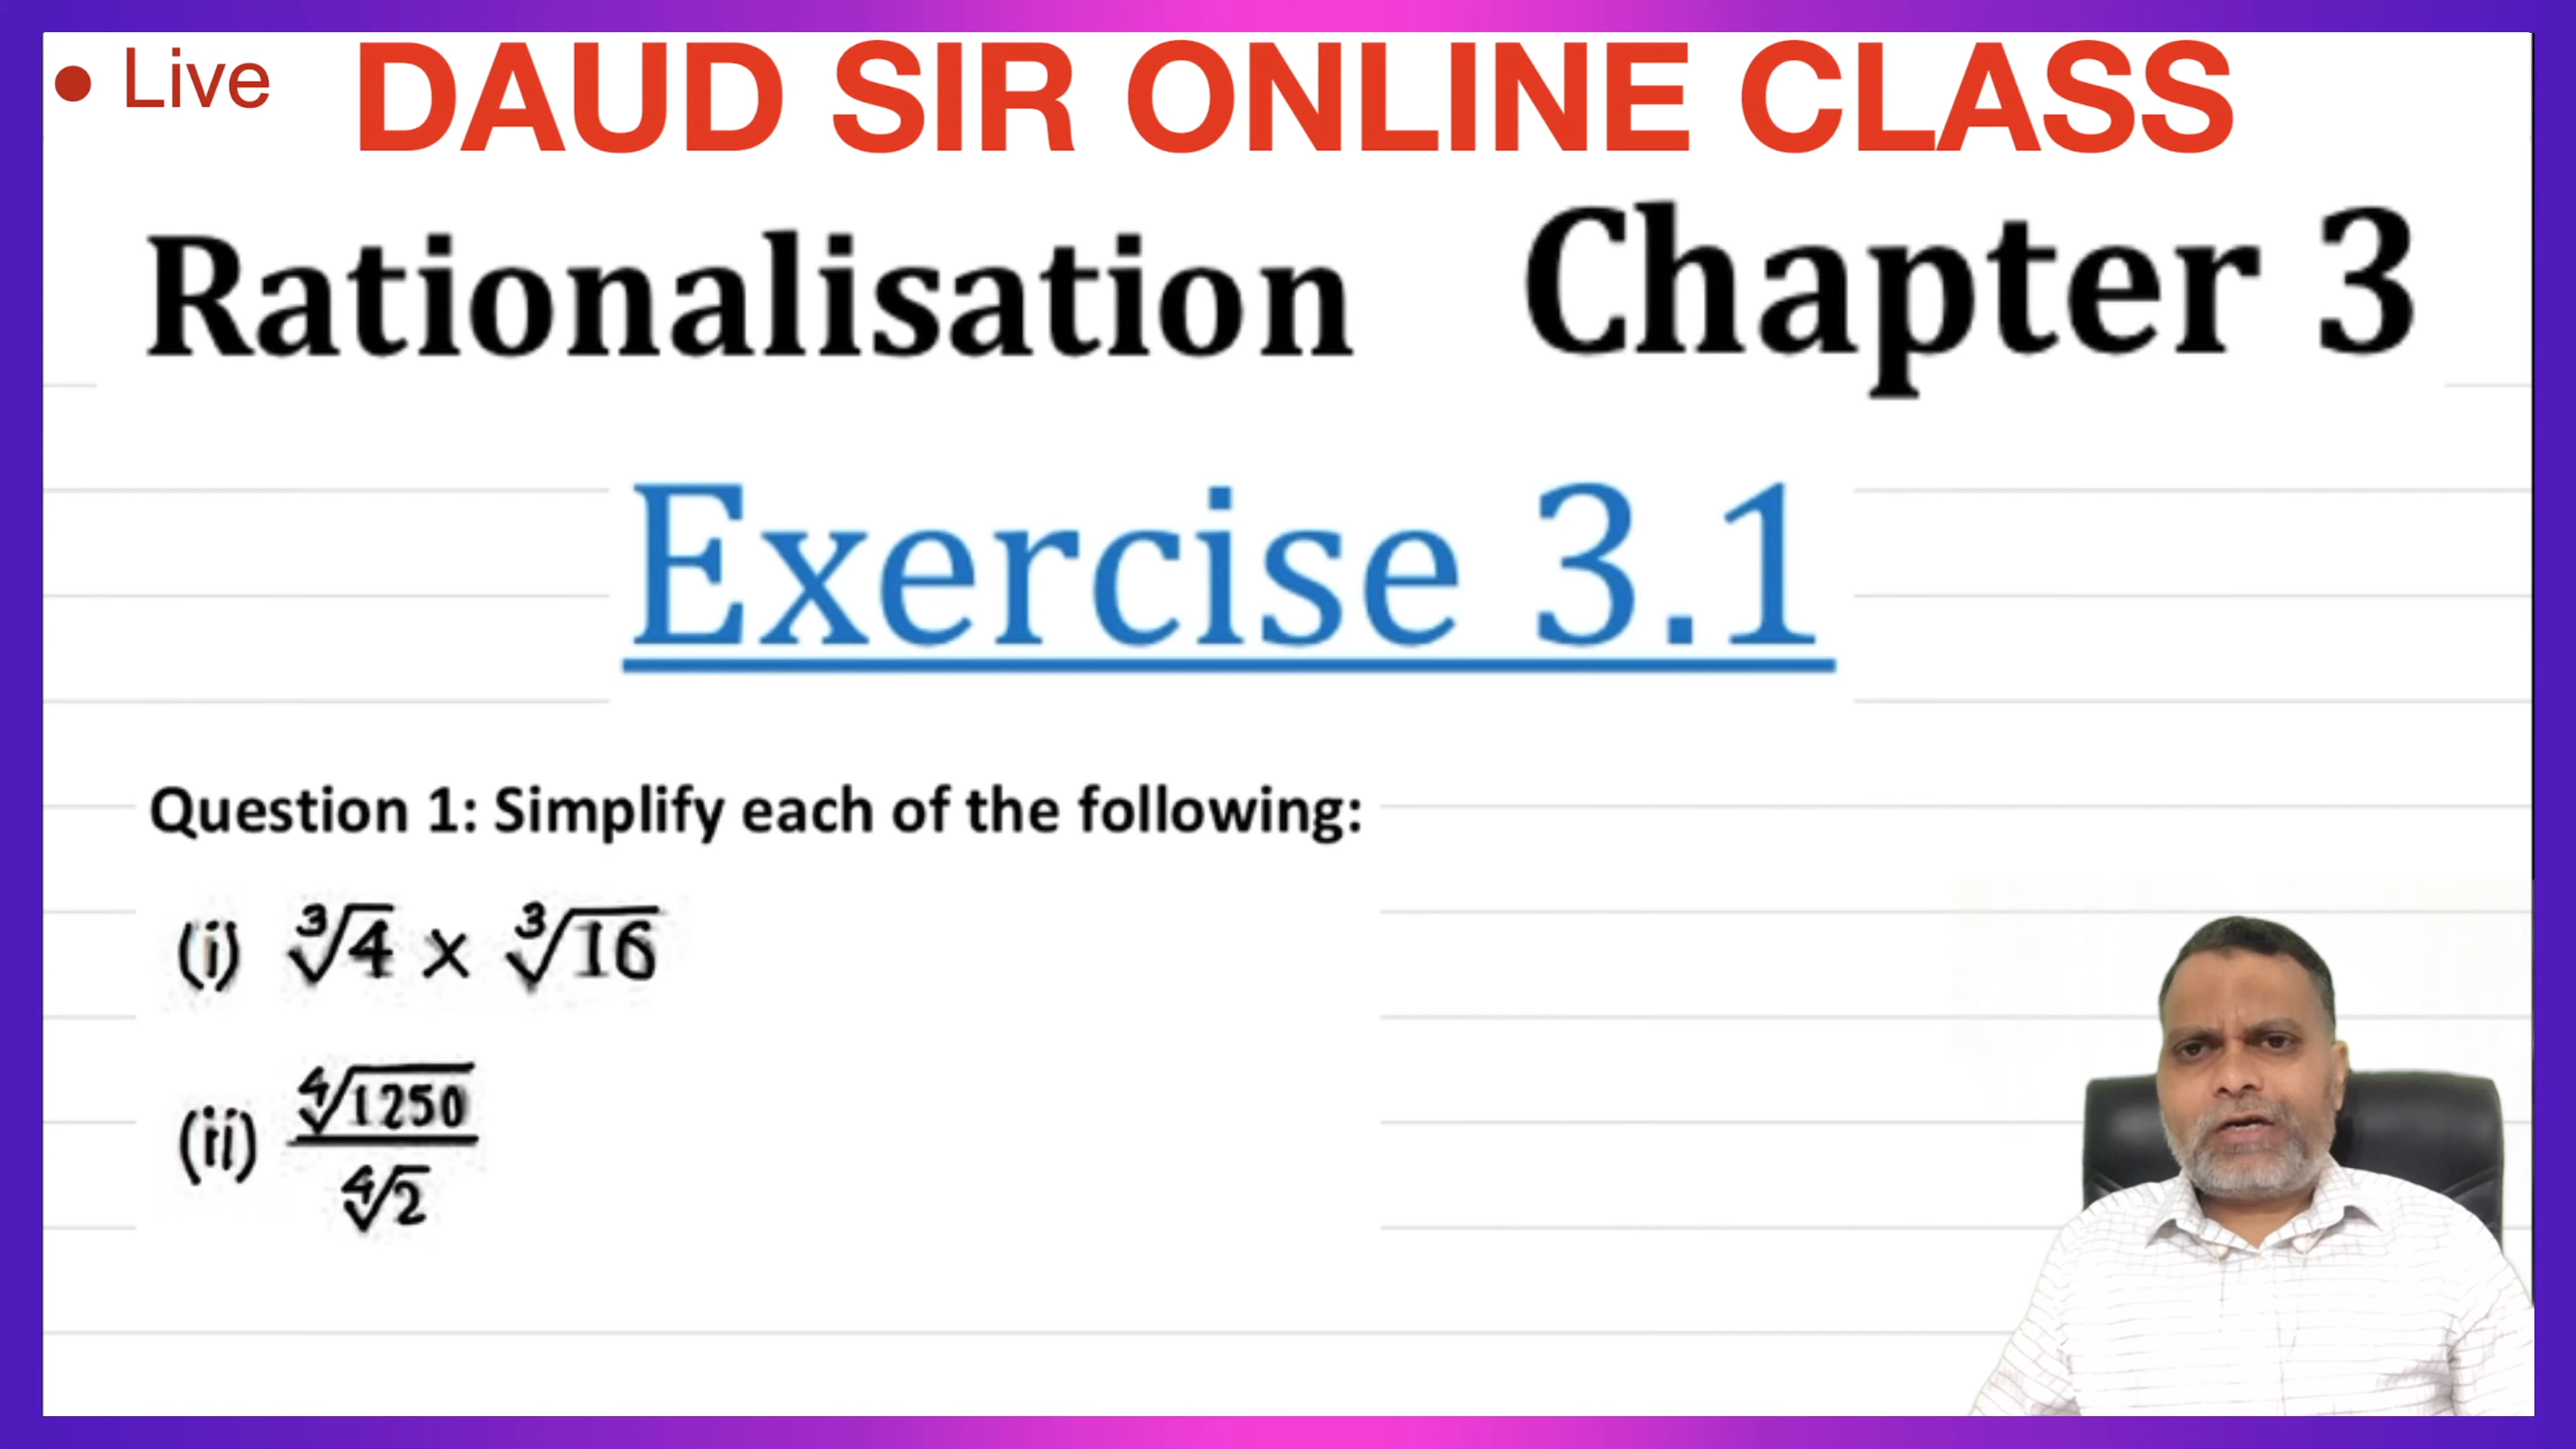 • Live DAUD SIR ONLINE CLASS
Rationalisation Chapter 3
Exercise 3.1
Question 1: Simplify each of the following:
(i) ∛4 × ∛16
(ii) ∜1250
∜2